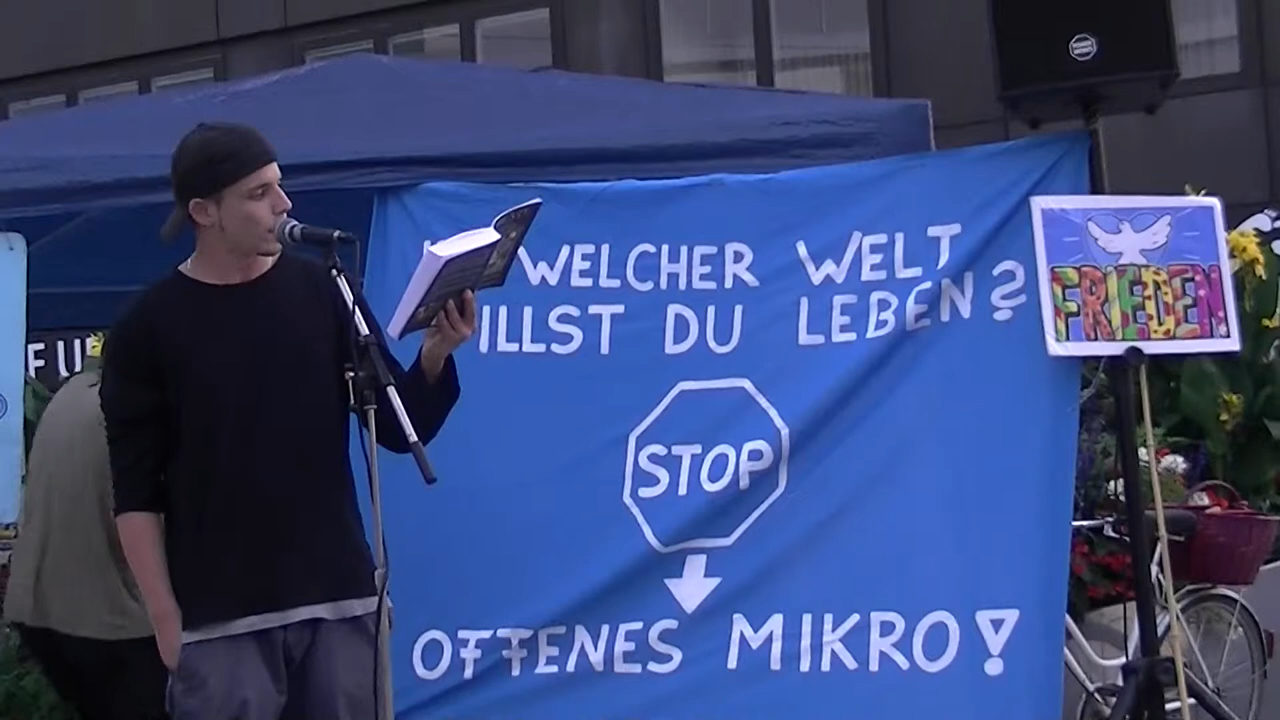 WELCHER WELT
ILLST DU LEBEN?
STOP
OFFENES MIKRO!
FRIEDEN
F U